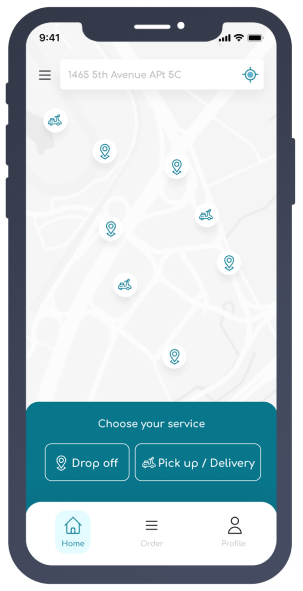 9:41
1465 5th Avenue APt 5C
Choose your service
Drop off
Pick up / Delivery
Home
Order
Profile